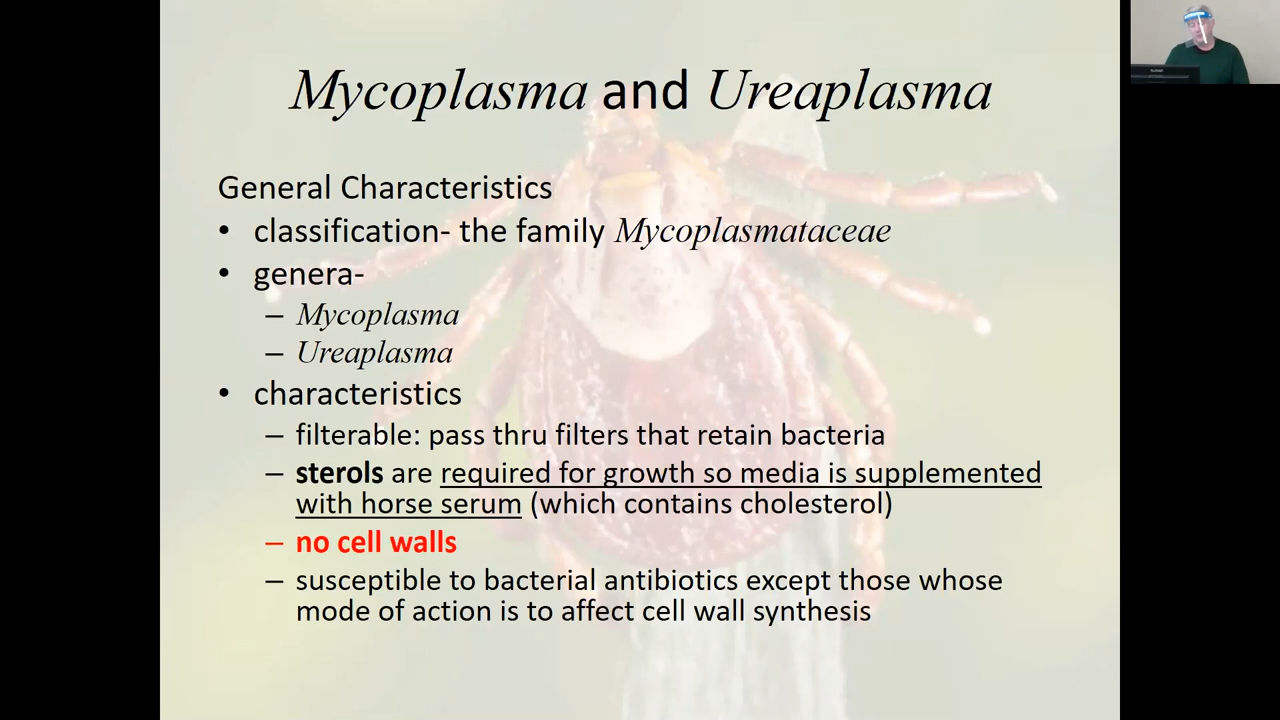 Mycoplasma and Ureaplasma
General Characteristics
• classification- the family Mycoplasmataceae
• genera-
– Mycoplasma
– Ureaplasma
• characteristics
– filterable: pass thru filters that retain bacteria
– sterols are required for growth so media is supplemented
with horse serum (which contains cholesterol)
– no cell walls
– susceptible to bacterial antibiotics except those whose
mode of action is to affect cell wall synthesis